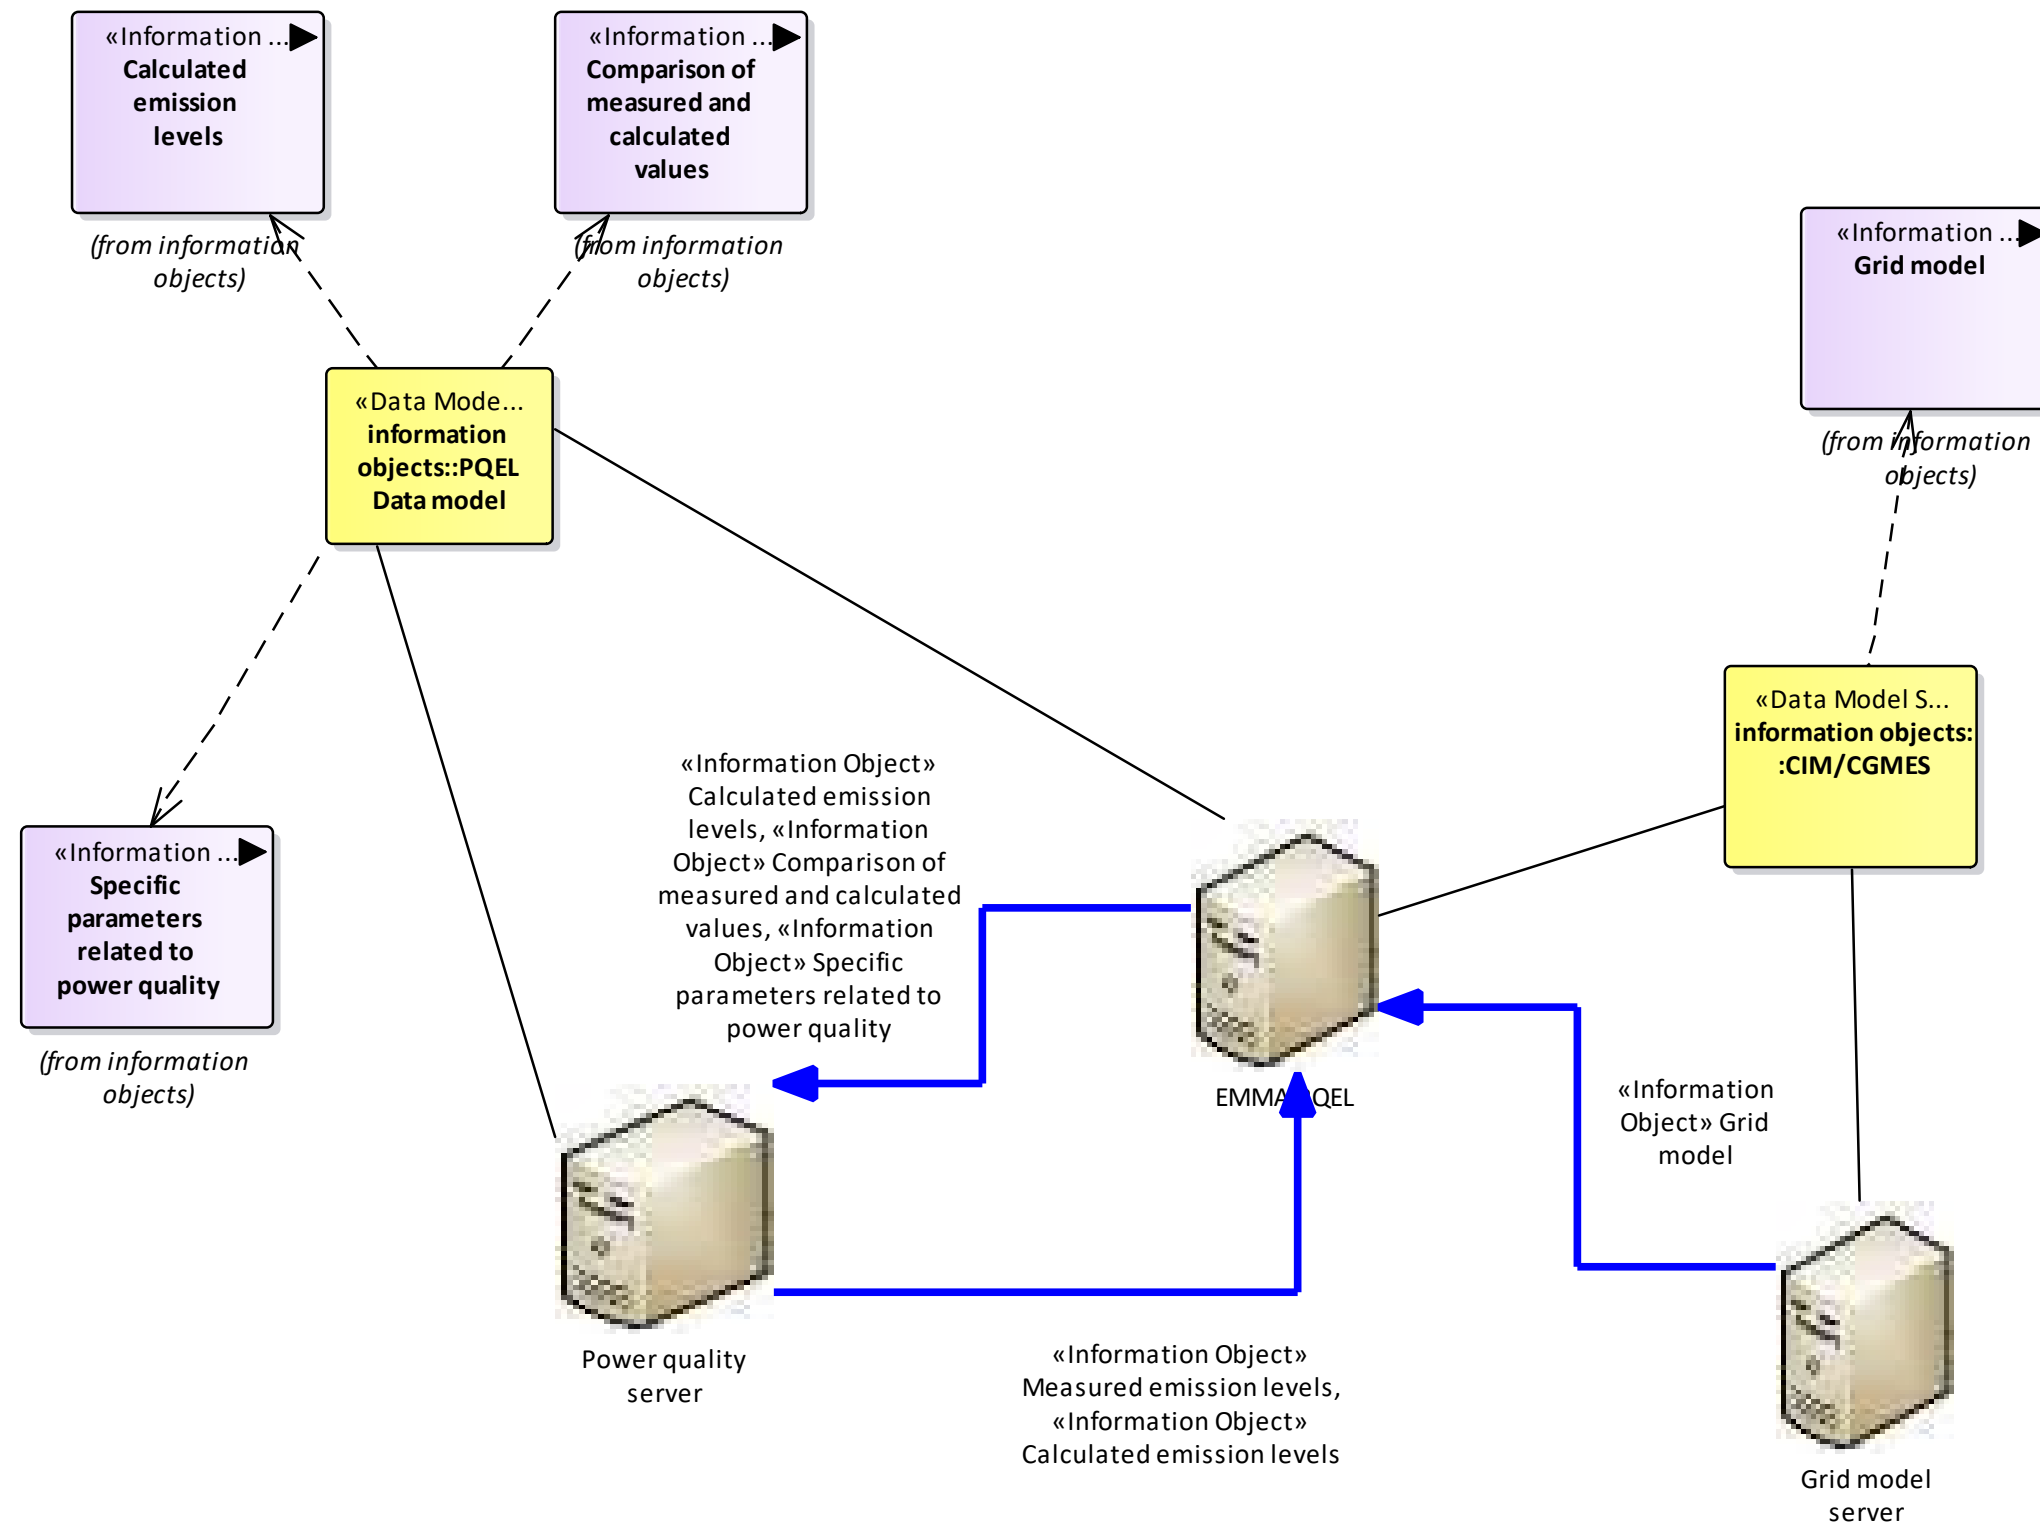 «Information ...
Calculated
emission
levels
(from information
objects)
«Information ...
Comparison of
measured and
calculated
values
(from information
objects)
«Information ...
Grid model
(from information
objects)
«Data Mode...
information
objects::PQEL
Data model
«Data Model S...
information objects:
:CIM/CGMES
«Information ...
Specific
parameters
related to
power quality
(from information
objects)
«Information Object»
Calculated emission
levels, «Information
Object» Comparison of
measured and calculated
values, «Information
Object» Specific
parameters related to
power quality
EMMA PQEL
«Information
Object» Grid
model
Power quality
server
«Information Object»
Measured emission levels,
«Information Object»
Calculated emission levels
Grid model
server